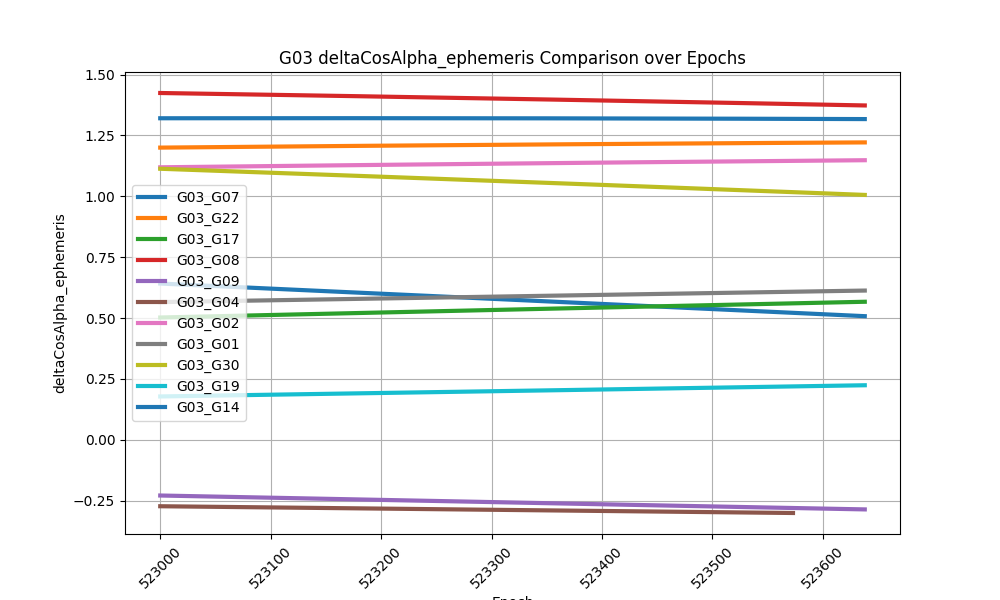 G03 deltaCosAlpha_ephemeris Comparison over Epochs
deltaCosAlpha_ephemeris
1.50
1.25
1.00
0.75
0.50
0.25
0.00
−0.25
G03_G07
G03_G22
G03_G17
G03_G08
G03_G09
G03_G04
G03_G02
G03_G01
G03_G30
G03_G19
G03_G14
523000
523100
523200
523300
523400
523500
523600
Epoch